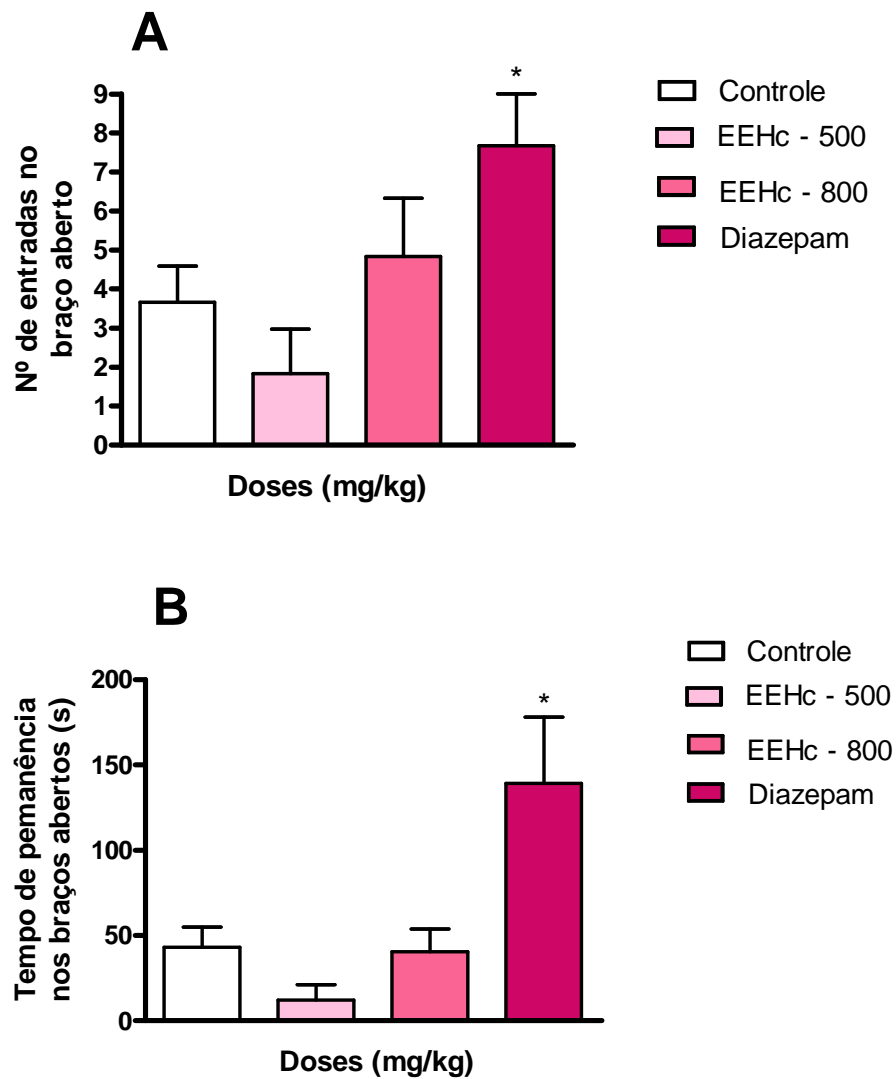 A
*
9
8
7
6
5
4
3
2
1
0
Nº de entradas no
braço aberto
Doses (mg/kg)
Controle
EEHc - 500
EEHc - 800
Diazepam
B
*
200
150
100
50
0
Tempo de pemanência
nos braços abertos (s)
Doses (mg/kg)
Controle
EEHc - 500
EEHc - 800
Diazepam